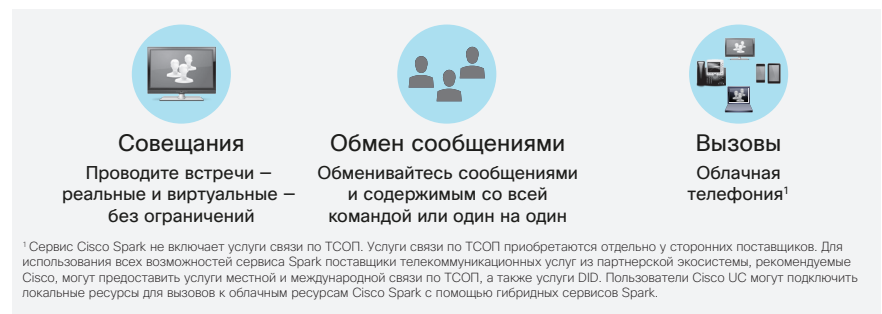 Совещания
Проводите встречи —
реальные и виртуальные —
без ограничений
Обмен сообщениями
Обменивайтесь сообщениями
и содержимым со всей
командой или один на один
Вызовы
Облачная
телефония¹
¹ Сервис Cisco Spark не включает услуги связи по ТСОП. Услуги связи по ТСОП приобретаются отдельно у сторонних поставщиков. Для
использования всех возможностей сервиса Spark поставщики телекоммуникационных услуг из партнерской экосистемы, рекомендуемые
Cisco, могут предоставить услуги местной и международной связи по ТСОП, а также услуги DID. Пользователи Cisco UC могут подключить
локальные ресурсы для вызовов к облачным ресурсам Cisco Spark с помощью гибридных сервисов Spark.